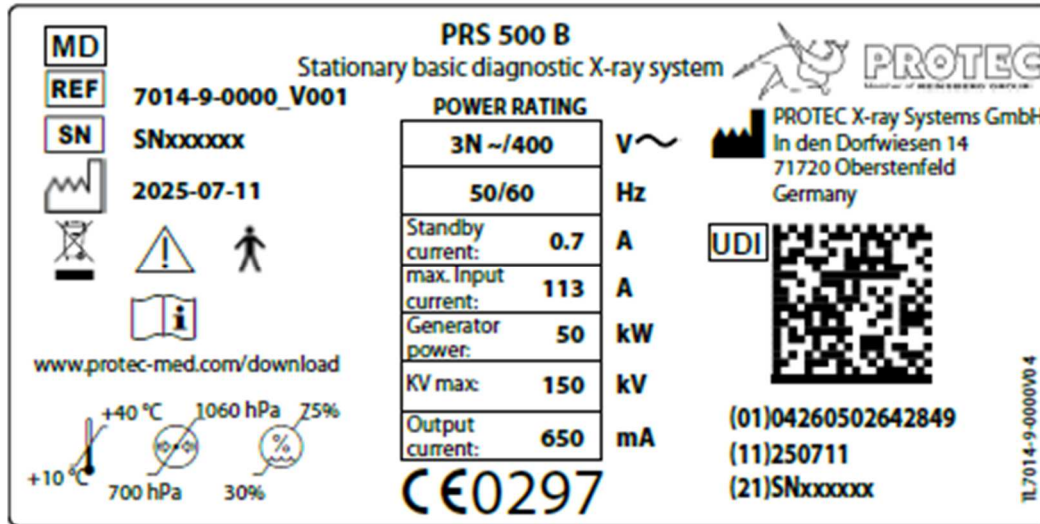 MD
REF 7014-9-0000_V001
SN SNxxxxxx
2025-07-11
i
www.protec-med.com/download
+40 °C
+10 °C
1060 hPa
700 hPa
75%
%
30%
PRS 500 B
Stationary basic diagnostic X-ray system
POWER RATING
3N ~/400 V~
50/60 Hz
Standby
current: 0.7 A
max. Input
current: 113 A
Generator
power: 50 kW
KV max: 150 kV
Output
current: 650 mA
CE0297
PROTEC
PROTEC X-ray Systems GmbH
In den Dorfwiesen 14
71720 Oberstenfeld
Germany
UDI
(01)04260502642849
(11)250711
(21)SNxxxxxx